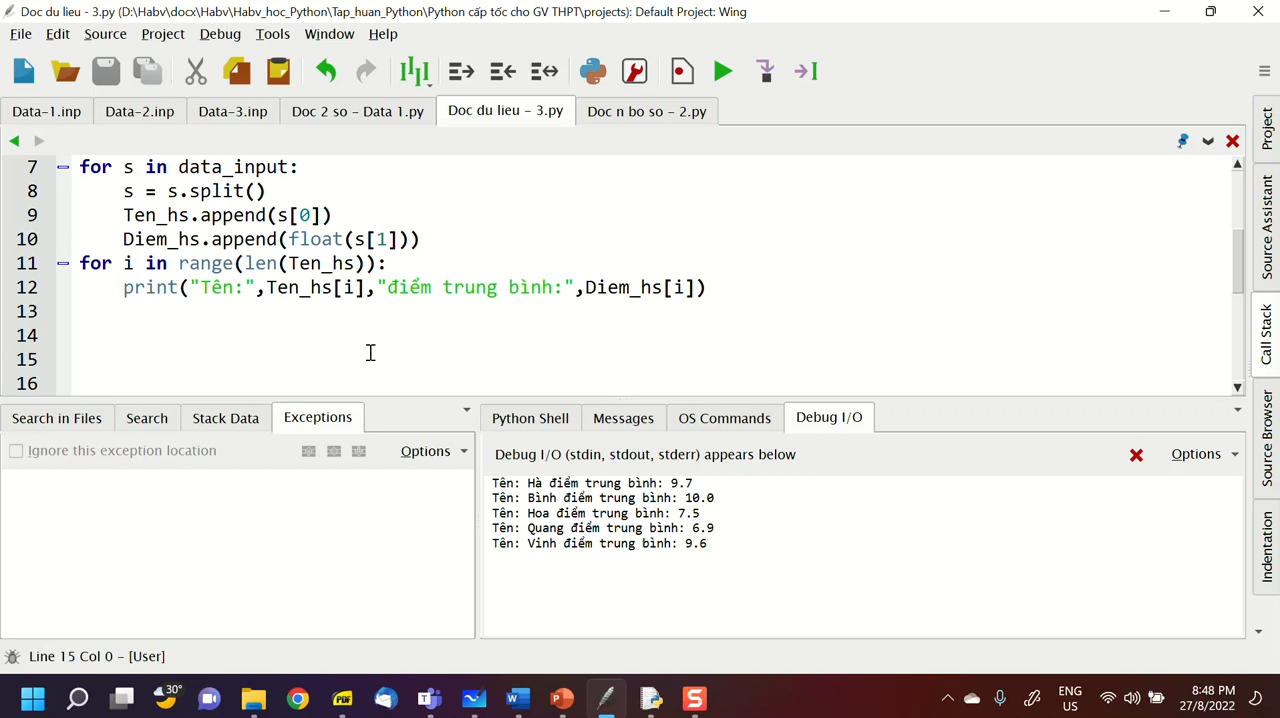 Doc du lieu - 3.py (D:\Habv\docx\Habv\Habv_hoc_Python\Tap_huan_Python\Python cấp tốc cho GV THPT\projects): Default Project: Wing
File Edit Source Project Debug Tools Window Help
Data-1.inp Data-2.inp Data-3.inp Doc 2 so - Data 1.py Doc du lieu - 3.py Doc n bo so - 2.py
7 for s in data_input:
8 s = s.split()
9 Ten_hs.append(s[0])
10 Diem_hs.append(float(s[1]))
11 for i in range(len(Ten_hs)):
12 print("Tên:",Ten_hs[i],"điểm trung bình:",Diem_hs[i])
13
14
15
16
Project
Source Assistant
Call Stack
Source Browser
Indentation
Search in Files Search Stack Data Exceptions
Ignore this exception location Options
Python Shell Messages OS Commands Debug I/O
Debug I/O (stdin, stdout, stderr) appears below Options
Tên: Hà điểm trung bình: 9.7
Tên: Bình điểm trung bình: 10.0
Tên: Hoa điểm trung bình: 7.5
Tên: Quang điểm trung bình: 6.9
Tên: Vinh điểm trung bình: 9.6
Line 15 Col 0 - [User]
30°
PDF
ENG
US
8:48 PM
27/8/2022